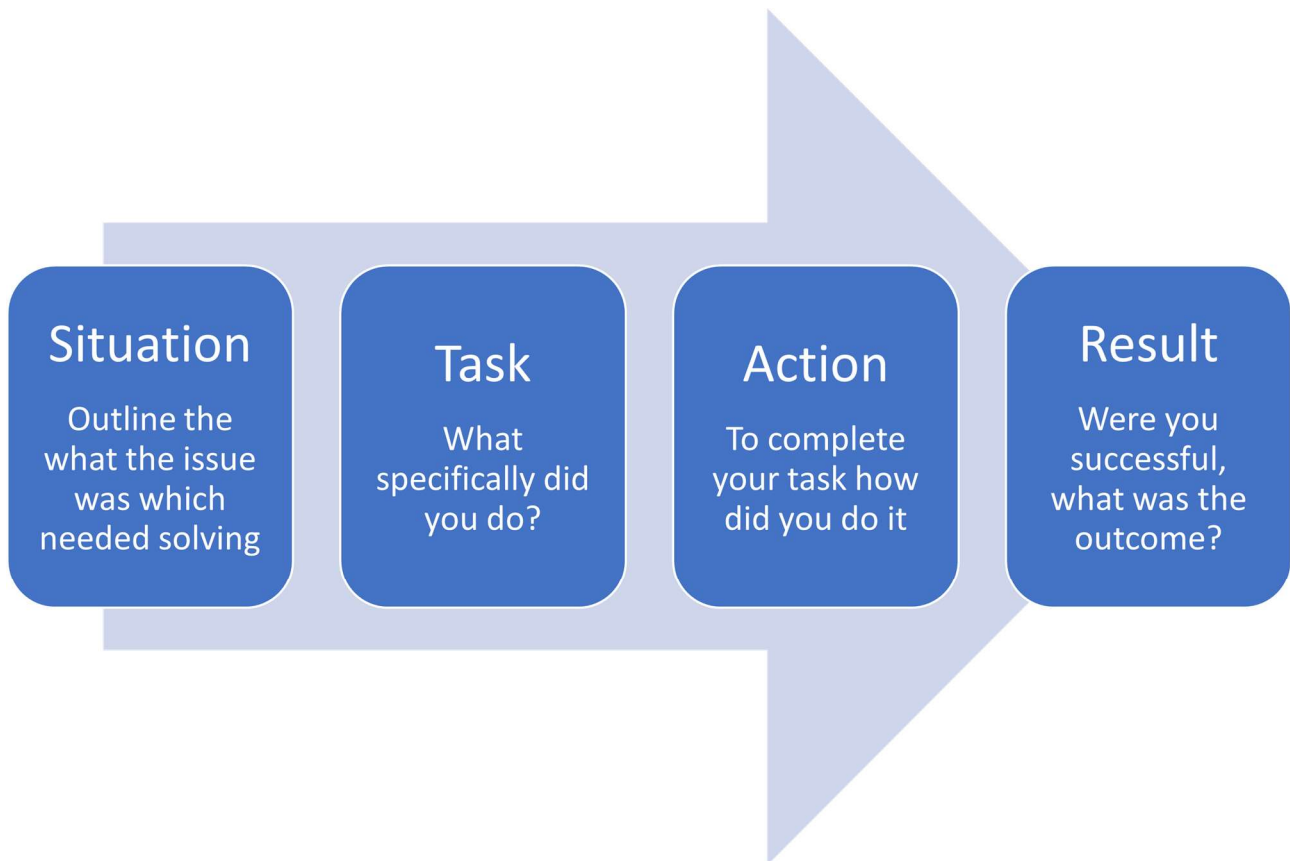 Situation
Outline the
what the issue
was which
needed solving
Task
What
specifically did
you do?
Action
To complete
your task how
did you do it
Result
Were you
successful,
what was the
outcome?